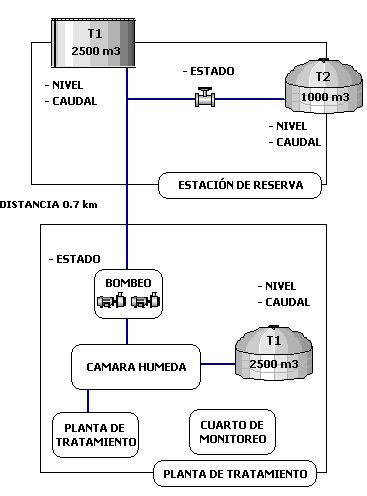 T1
2500 m3
- ESTADO
T2
1000 m3
- NIVEL
- CAUDAL
- NIVEL
- CAUDAL
ESTACIÓN DE RESERVA
DISTANCIA 0.7 km
- ESTADO
BOMBEO
- NIVEL
- CAUDAL
T1
2500 m3
CAMARA HUMEDA
PLANTA DE
TRATAMIENTO
CUARTO DE
MONITOREO
PLANTA DE TRATAMIENTO